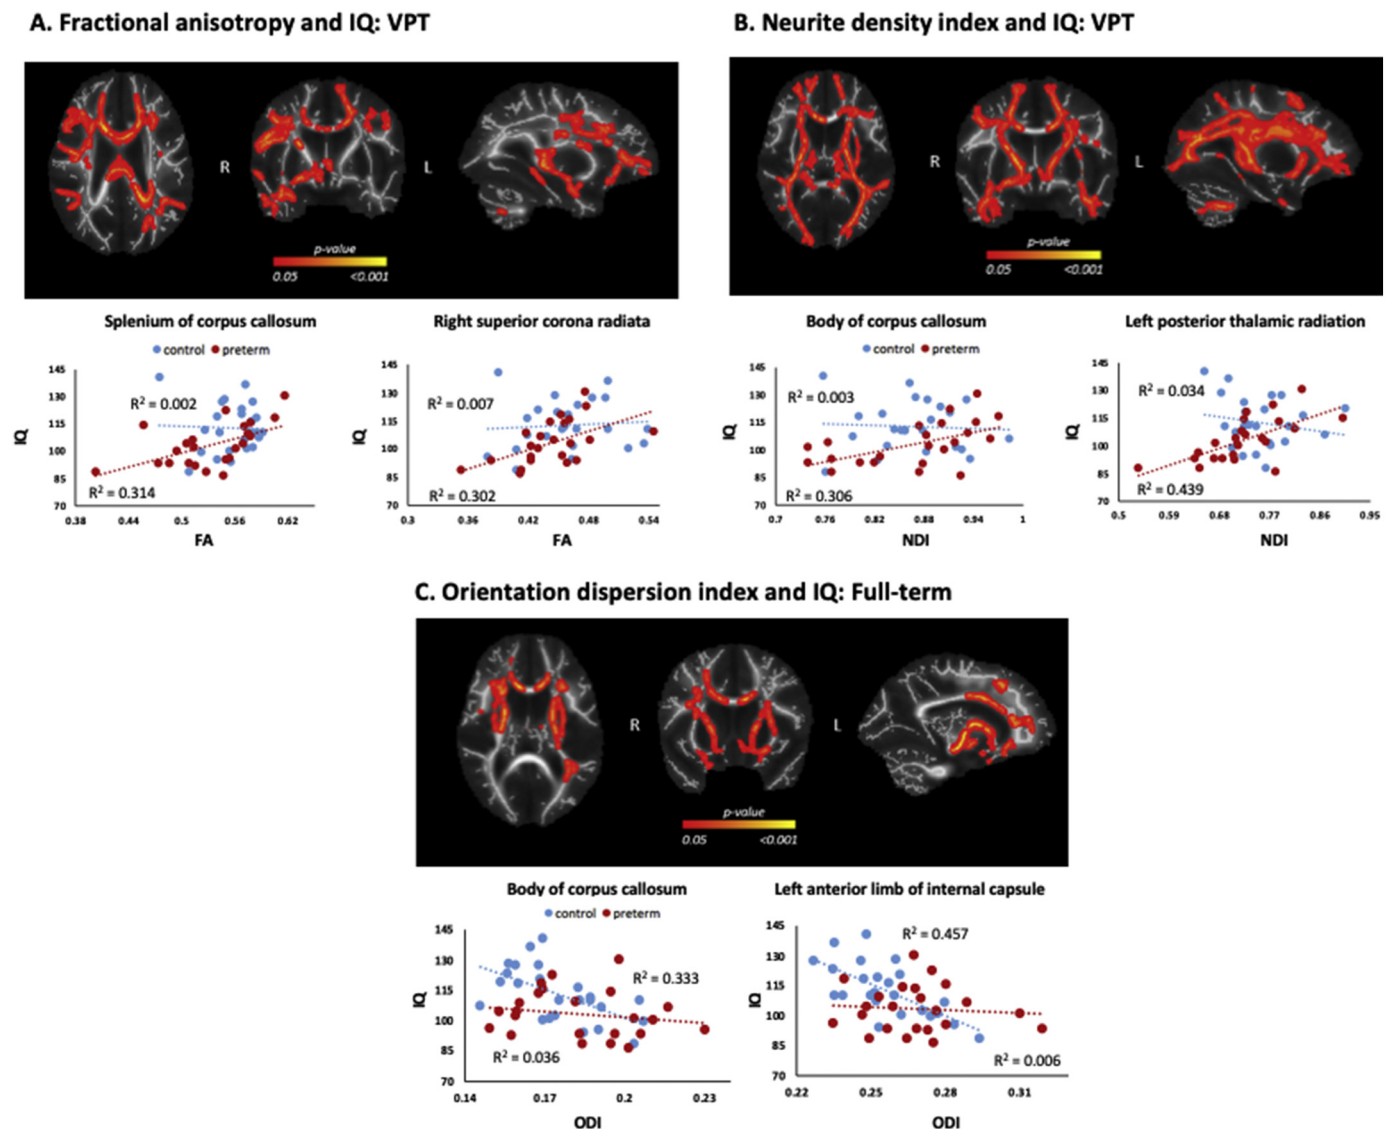 A. Fractional anisotropy and IQ: VPT
B. Neurite density index and IQ: VPT
R
L
p-value
0.05 <0.001
R
L
p-value
0.05 <0.001
Splenium of corpus callosum
control preterm
IQ
145
130
115
100
85
70
R² = 0.002
R² = 0.314
0.38 0.44 0.5 0.56 0.62
FA
Right superior corona radiata
IQ
145
130
115
100
85
70
R² = 0.007
R² = 0.302
0.3 0.36 0.42 0.48 0.54
FA
Body of corpus callosum
control preterm
IQ
145
130
115
100
85
70
R² = 0.003
R² = 0.306
0.7 0.76 0.82 0.88 0.94 1
NDI
Left posterior thalamic radiation
IQ
145
130
115
100
85
70
R² = 0.034
R² = 0.439
0.5 0.59 0.68 0.77 0.86 0.95
NDI
C. Orientation dispersion index and IQ: Full-term
R
L
p-value
0.05 <0.001
Body of corpus callosum
control preterm
IQ
145
130
115
100
85
70
R² = 0.333
R² = 0.036
0.14 0.17 0.2 0.23
ODI
Left anterior limb of internal capsule
IQ
145
130
115
100
85
70
R² = 0.457
R² = 0.006
0.22 0.25 0.28 0.31
ODI